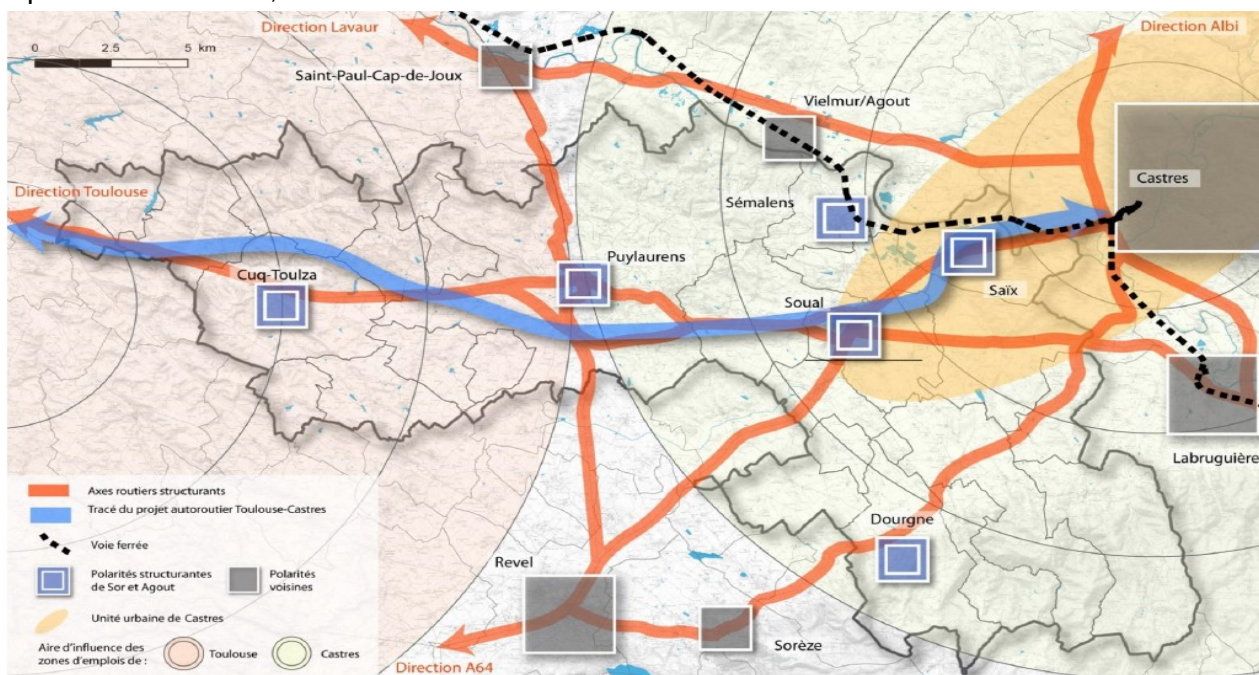 Direction Lavaur
Direction Albi
0 2.5 5 km
Saint-Paul-Cap-de-Joux
Vielmur/Agout
Castres
Direction Toulouse
Sémalens
Puylaurens
Cuq-Toulza
Saïx
Soual
Labruguière
Dourgne
Revel
Sorèze
Direction A64
Axes routiers structurants
Tracé du projet autoroutier Toulouse-Castres
Voie ferrée
Polarités structurantes
de Sor et Agout
Polarités
voisines
Unité urbaine de Castres
Aire d'influence des
zones d'emplois de :
Toulouse
Castres